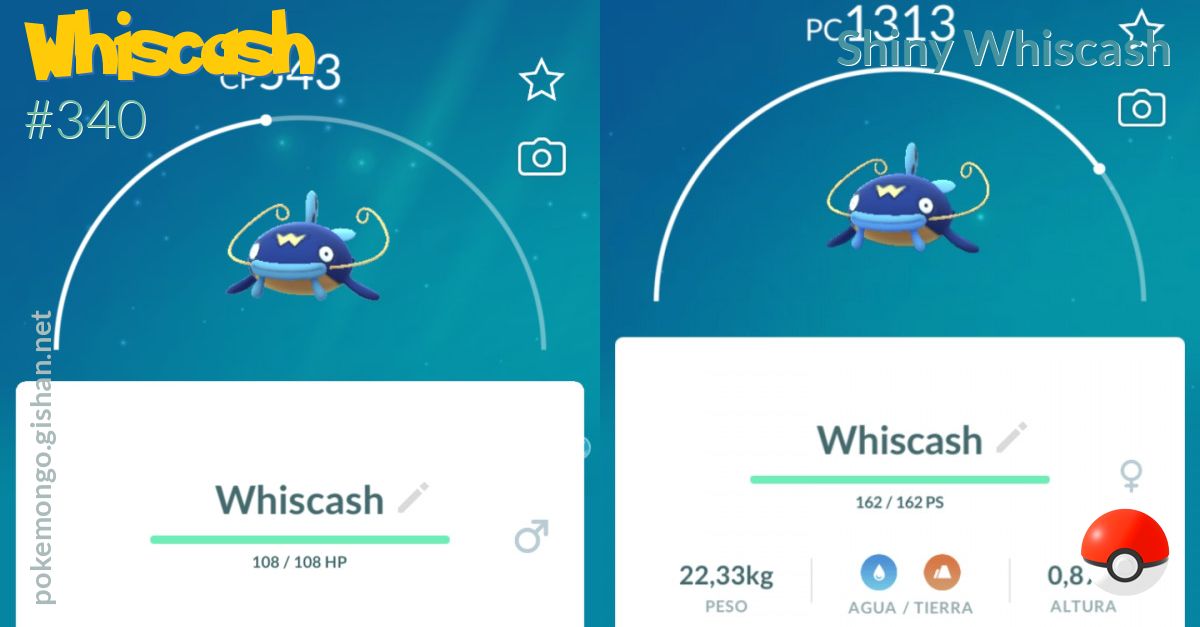 Whiscash
#340
Whiscash
108 / 108 HP
pokemongo.gishan.net
PC1313
Shiny Whiscash
Whiscash
162 / 162 PS
22,33kg
PESO
AGUA / TIERRA
ALTURA